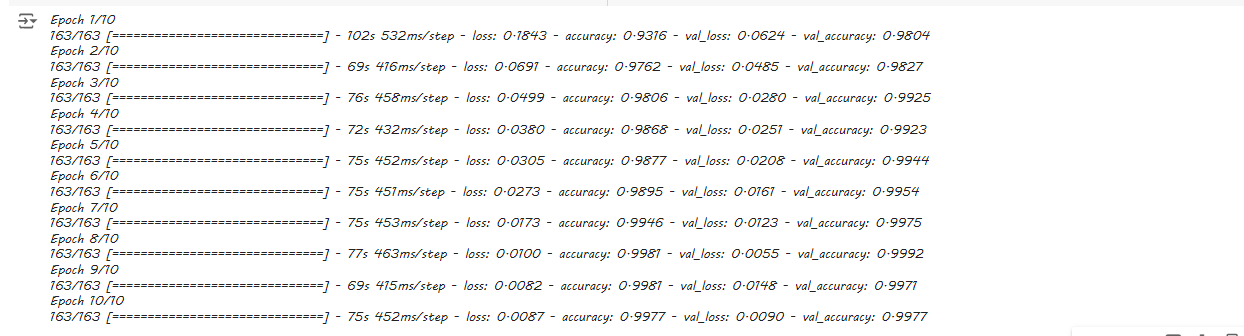 Epoch 1/10
163/163 [==============================] - 102s 532ms/step - loss: 0.1843 - accuracy: 0.9316 - val_loss: 0.0624 - val_accuracy: 0.9804
Epoch 2/10
163/163 [==============================] - 69s 416ms/step - loss: 0.0691 - accuracy: 0.9762 - val_loss: 0.0485 - val_accuracy: 0.9827
Epoch 3/10
163/163 [==============================] - 76s 458ms/step - loss: 0.0499 - accuracy: 0.9806 - val_loss: 0.0280 - val_accuracy: 0.9925
Epoch 4/10
163/163 [==============================] - 72s 432ms/step - loss: 0.0380 - accuracy: 0.9868 - val_loss: 0.0251 - val_accuracy: 0.9923
Epoch 5/10
163/163 [==============================] - 75s 452ms/step - loss: 0.0305 - accuracy: 0.9877 - val_loss: 0.0208 - val_accuracy: 0.9944
Epoch 6/10
163/163 [==============================] - 75s 451ms/step - loss: 0.0273 - accuracy: 0.9895 - val_loss: 0.0161 - val_accuracy: 0.9954
Epoch 7/10
163/163 [==============================] - 75s 453ms/step - loss: 0.0173 - accuracy: 0.9946 - val_loss: 0.0123 - val_accuracy: 0.9975
Epoch 8/10
163/163 [==============================] - 77s 463ms/step - loss: 0.0100 - accuracy: 0.9981 - val_loss: 0.0055 - val_accuracy: 0.9992
Epoch 9/10
163/163 [==============================] - 69s 415ms/step - loss: 0.0082 - accuracy: 0.9981 - val_loss: 0.0148 - val_accuracy: 0.9971
Epoch 10/10
163/163 [==============================] - 75s 452ms/step - loss: 0.0087 - accuracy: 0.9977 - val_loss: 0.0090 - val_accuracy: 0.9977